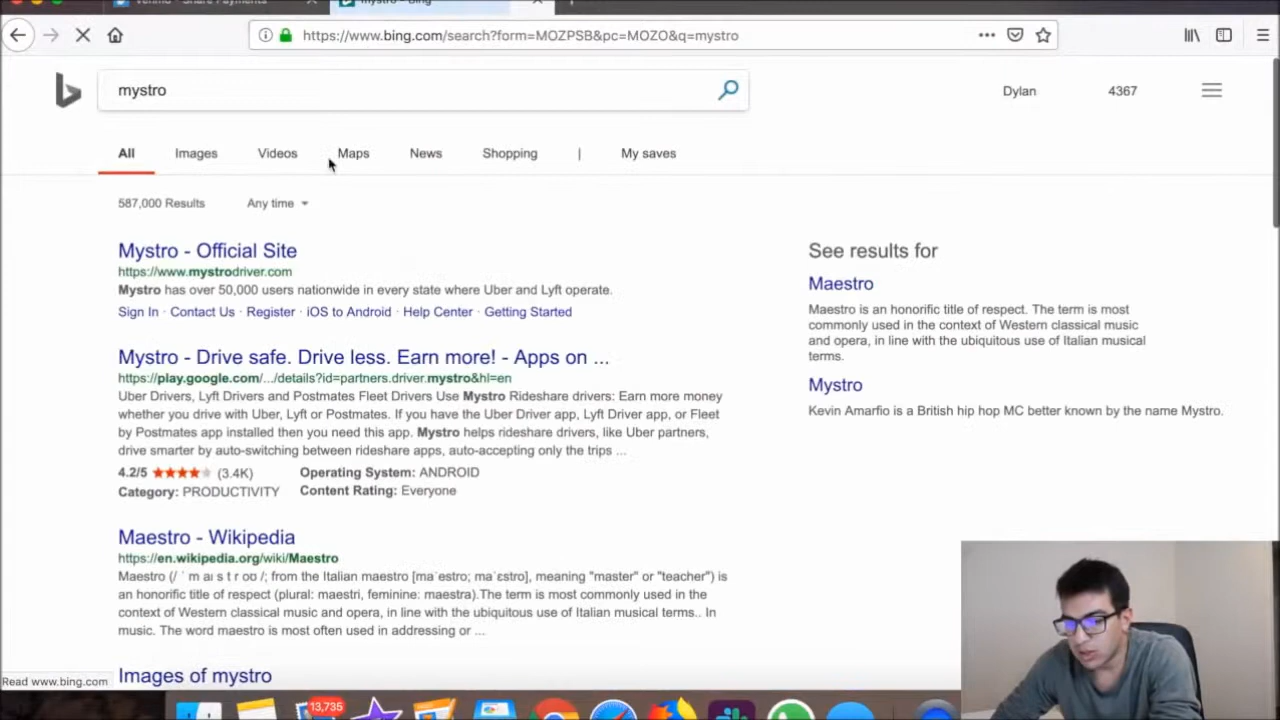 venmo - Share Payments
mystro - Bing
https://www.bing.com/search?form=MOZPSB&pc=MOZO&q=mystro
mystro
Dylan 4367
All Images Videos Maps News Shopping | My saves
587,000 Results Any time
Mystro - Official Site
https://www.mystrodriver.com
Mystro has over 50,000 users nationwide in every state where Uber and Lyft operate.
Sign In · Contact Us · Register · iOS to Android · Help Center · Getting Started
Mystro - Drive safe. Drive less. Earn more! - Apps on ...
https://play.google.com/.../details?id=partners.driver.mystro&hl=en
Uber Drivers, Lyft Drivers and Postmates Fleet Drivers Use Mystro Rideshare drivers: Earn more money
whether you drive with Uber, Lyft or Postmates. If you have the Uber Driver app, Lyft Driver app, or Fleet
by Postmates app installed then you need this app. Mystro helps rideshare drivers, like Uber partners,
drive smarter by auto-switching between rideshare apps, auto-accepting only the trips ...
4.2/5 (3.4K) Operating System: ANDROID
Category: PRODUCTIVITY Content Rating: Everyone
Maestro - Wikipedia
https://en.wikipedia.org/wiki/Maestro
Maestro (/ ˈ m aɪ s t r oʊ /; from the Italian maestro [maˈestro; maˈɛstro], meaning "master" or "teacher") is
an honorific title of respect (plural: maestri, feminine: maestra).The term is most commonly used in the
context of Western classical music and opera, in line with the ubiquitous use of Italian musical terms.. In
music. The word maestro is most often used in addressing or ...
Images of mystro
See results for
Maestro
Maestro is an honorific title of respect. The term is most
commonly used in the context of Western classical music
and opera, in line with the ubiquitous use of Italian musical
terms.
Mystro
Kevin Amarfio is a British hip hop MC better known by the name Mystro.
Read www.bing.com
13,735